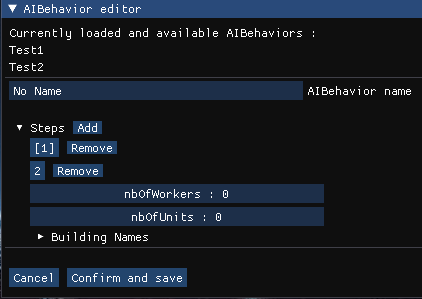 AIBehavior editor
Currently loaded and available AIBehaviors :
Test1
Test2
No Name AIBehavior name
Steps Add
[1] Remove
2 Remove
nbOfWorkers : 0
nbOfUnits : 0
Building Names
Cancel Confirm and save